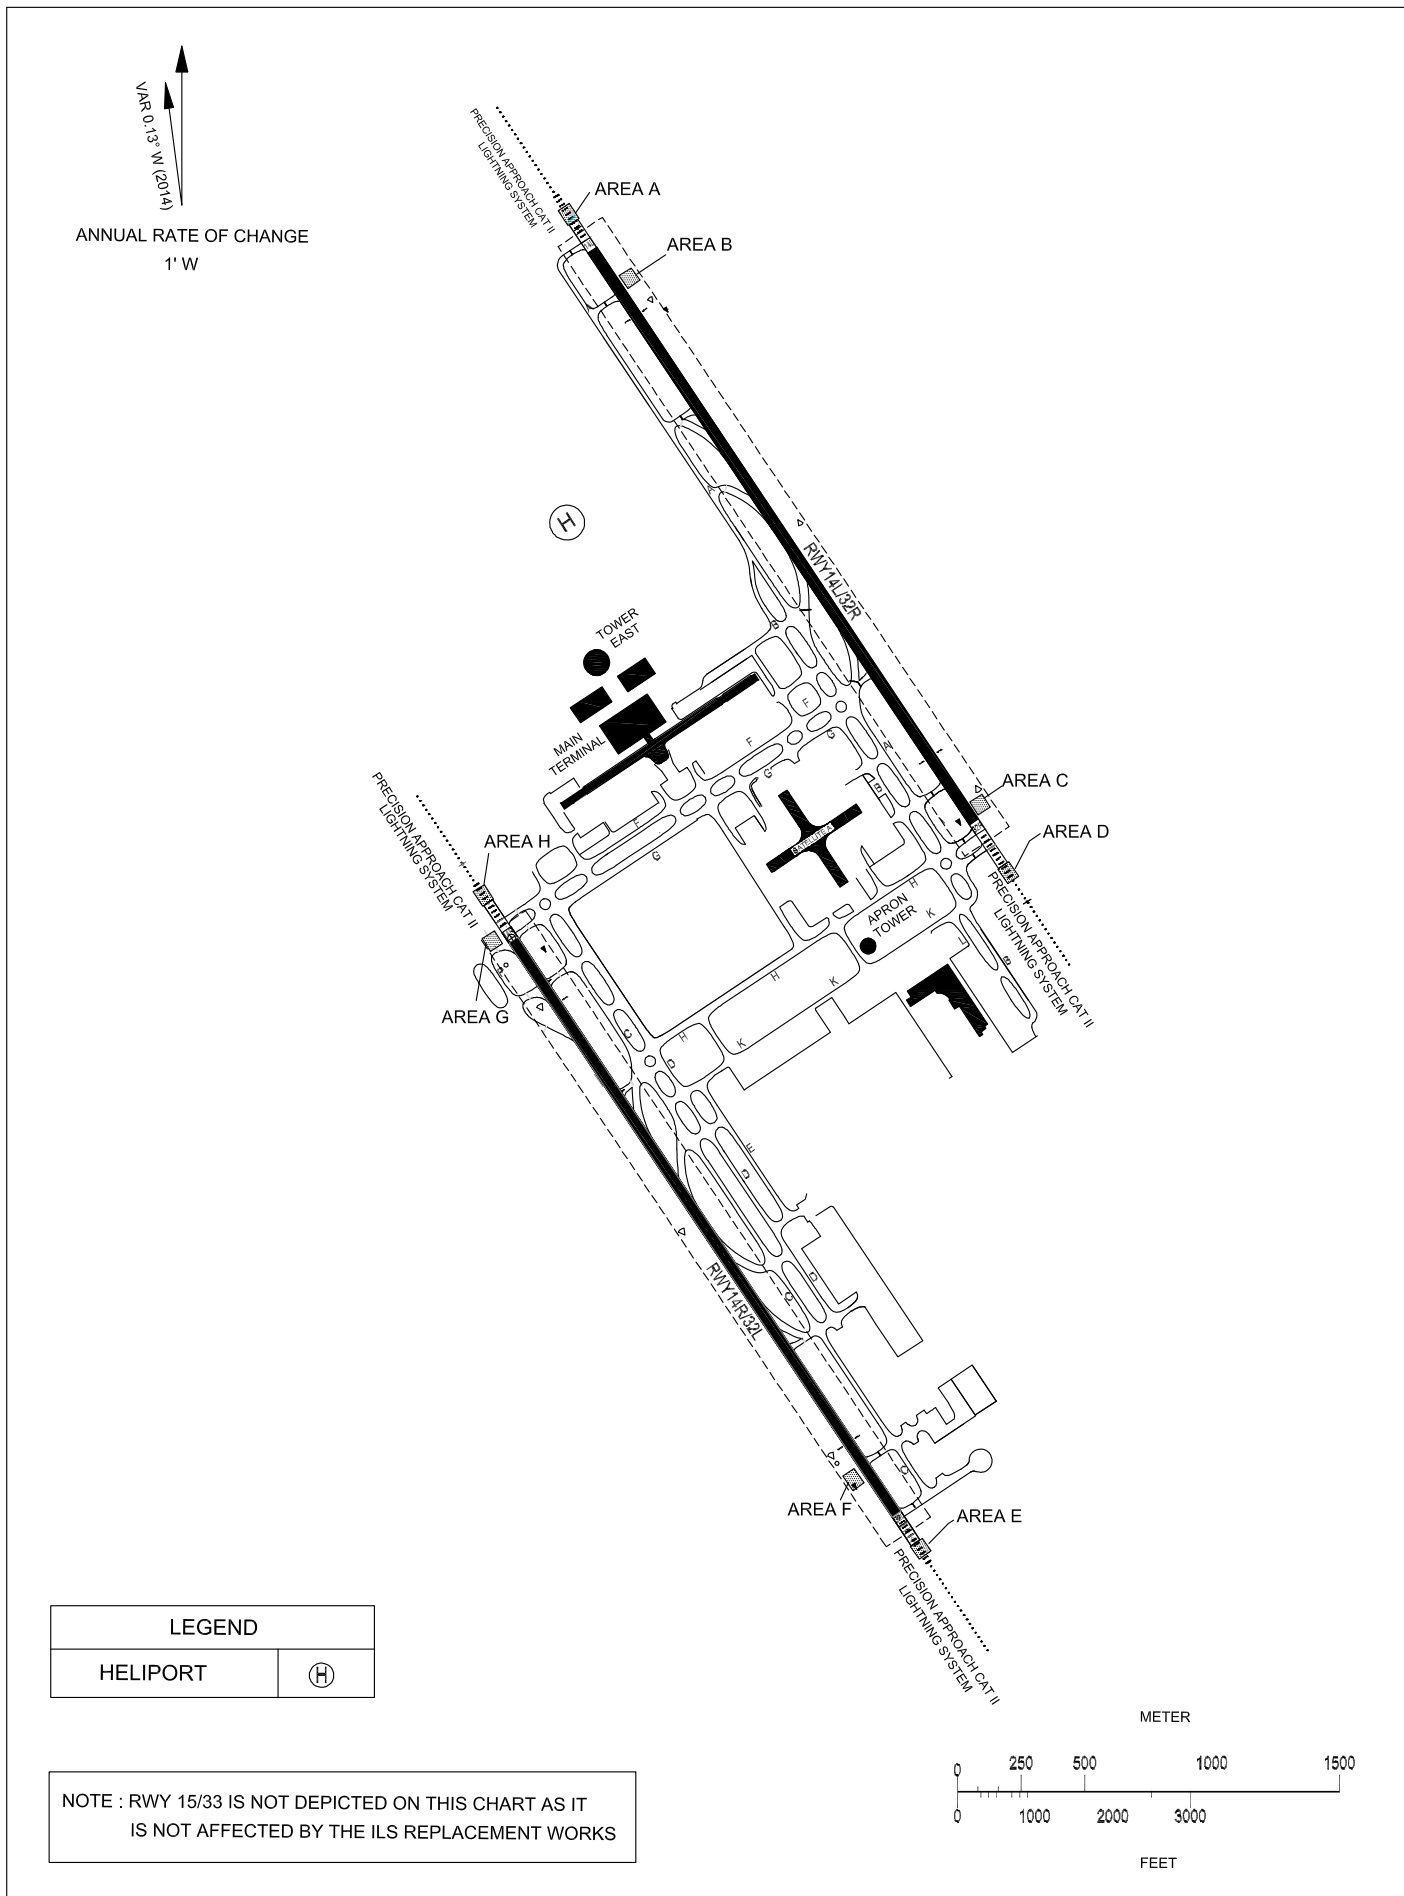 VAR 0.13° W (2014)
ANNUAL RATE OF CHANGE
1' W
PRECISION APPROACH CAT II
LIGHTNING SYSTEM
AREA A
AREA B
A
H
RWY14L/32R
TOWER
EAST
B
MAIN
TERMINAL
F
F
G
G
A
B
AREA C
AREA D
PRECISION APPROACH CAT II
LIGHTNING SYSTEM
AREA H
F
G
SATELLITE A
H
APRON
TOWER
K
L
B
PRECISION APPROACH CAT II
LIGHTNING SYSTEM
AREA G
H
K
C
H
D
K
E
D
RWY14R/32L
D
C
C
AREA F
AREA E
PRECISION APPROACH CAT II
LIGHTNING SYSTEM
LEGEND
HELIPORT
H
METER
0 250 500 1000 1500
0 1000 2000 3000
FEET
NOTE : RWY 15/33 IS NOT DEPICTED ON THIS CHART AS IT
IS NOT AFFECTED BY THE ILS REPLACEMENT WORKS